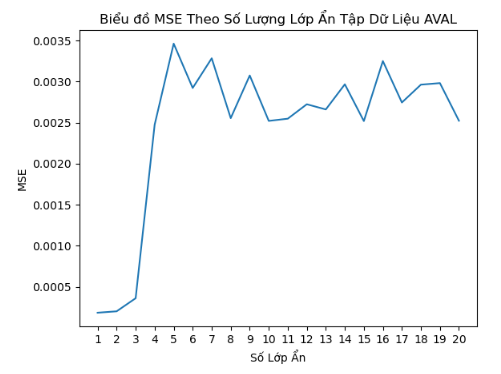 Biểu đồ MSE Theo Số Lượng Lớp Ẩn Tập Dữ Liệu AVAL
MSE
0.0035
0.0030
0.0025
0.0020
0.0015
0.0010
0.0005
1 2 3 4 5 6 7 8 9 10 11 12 13 14 15 16 17 18 19 20
Số Lớp Ẩn